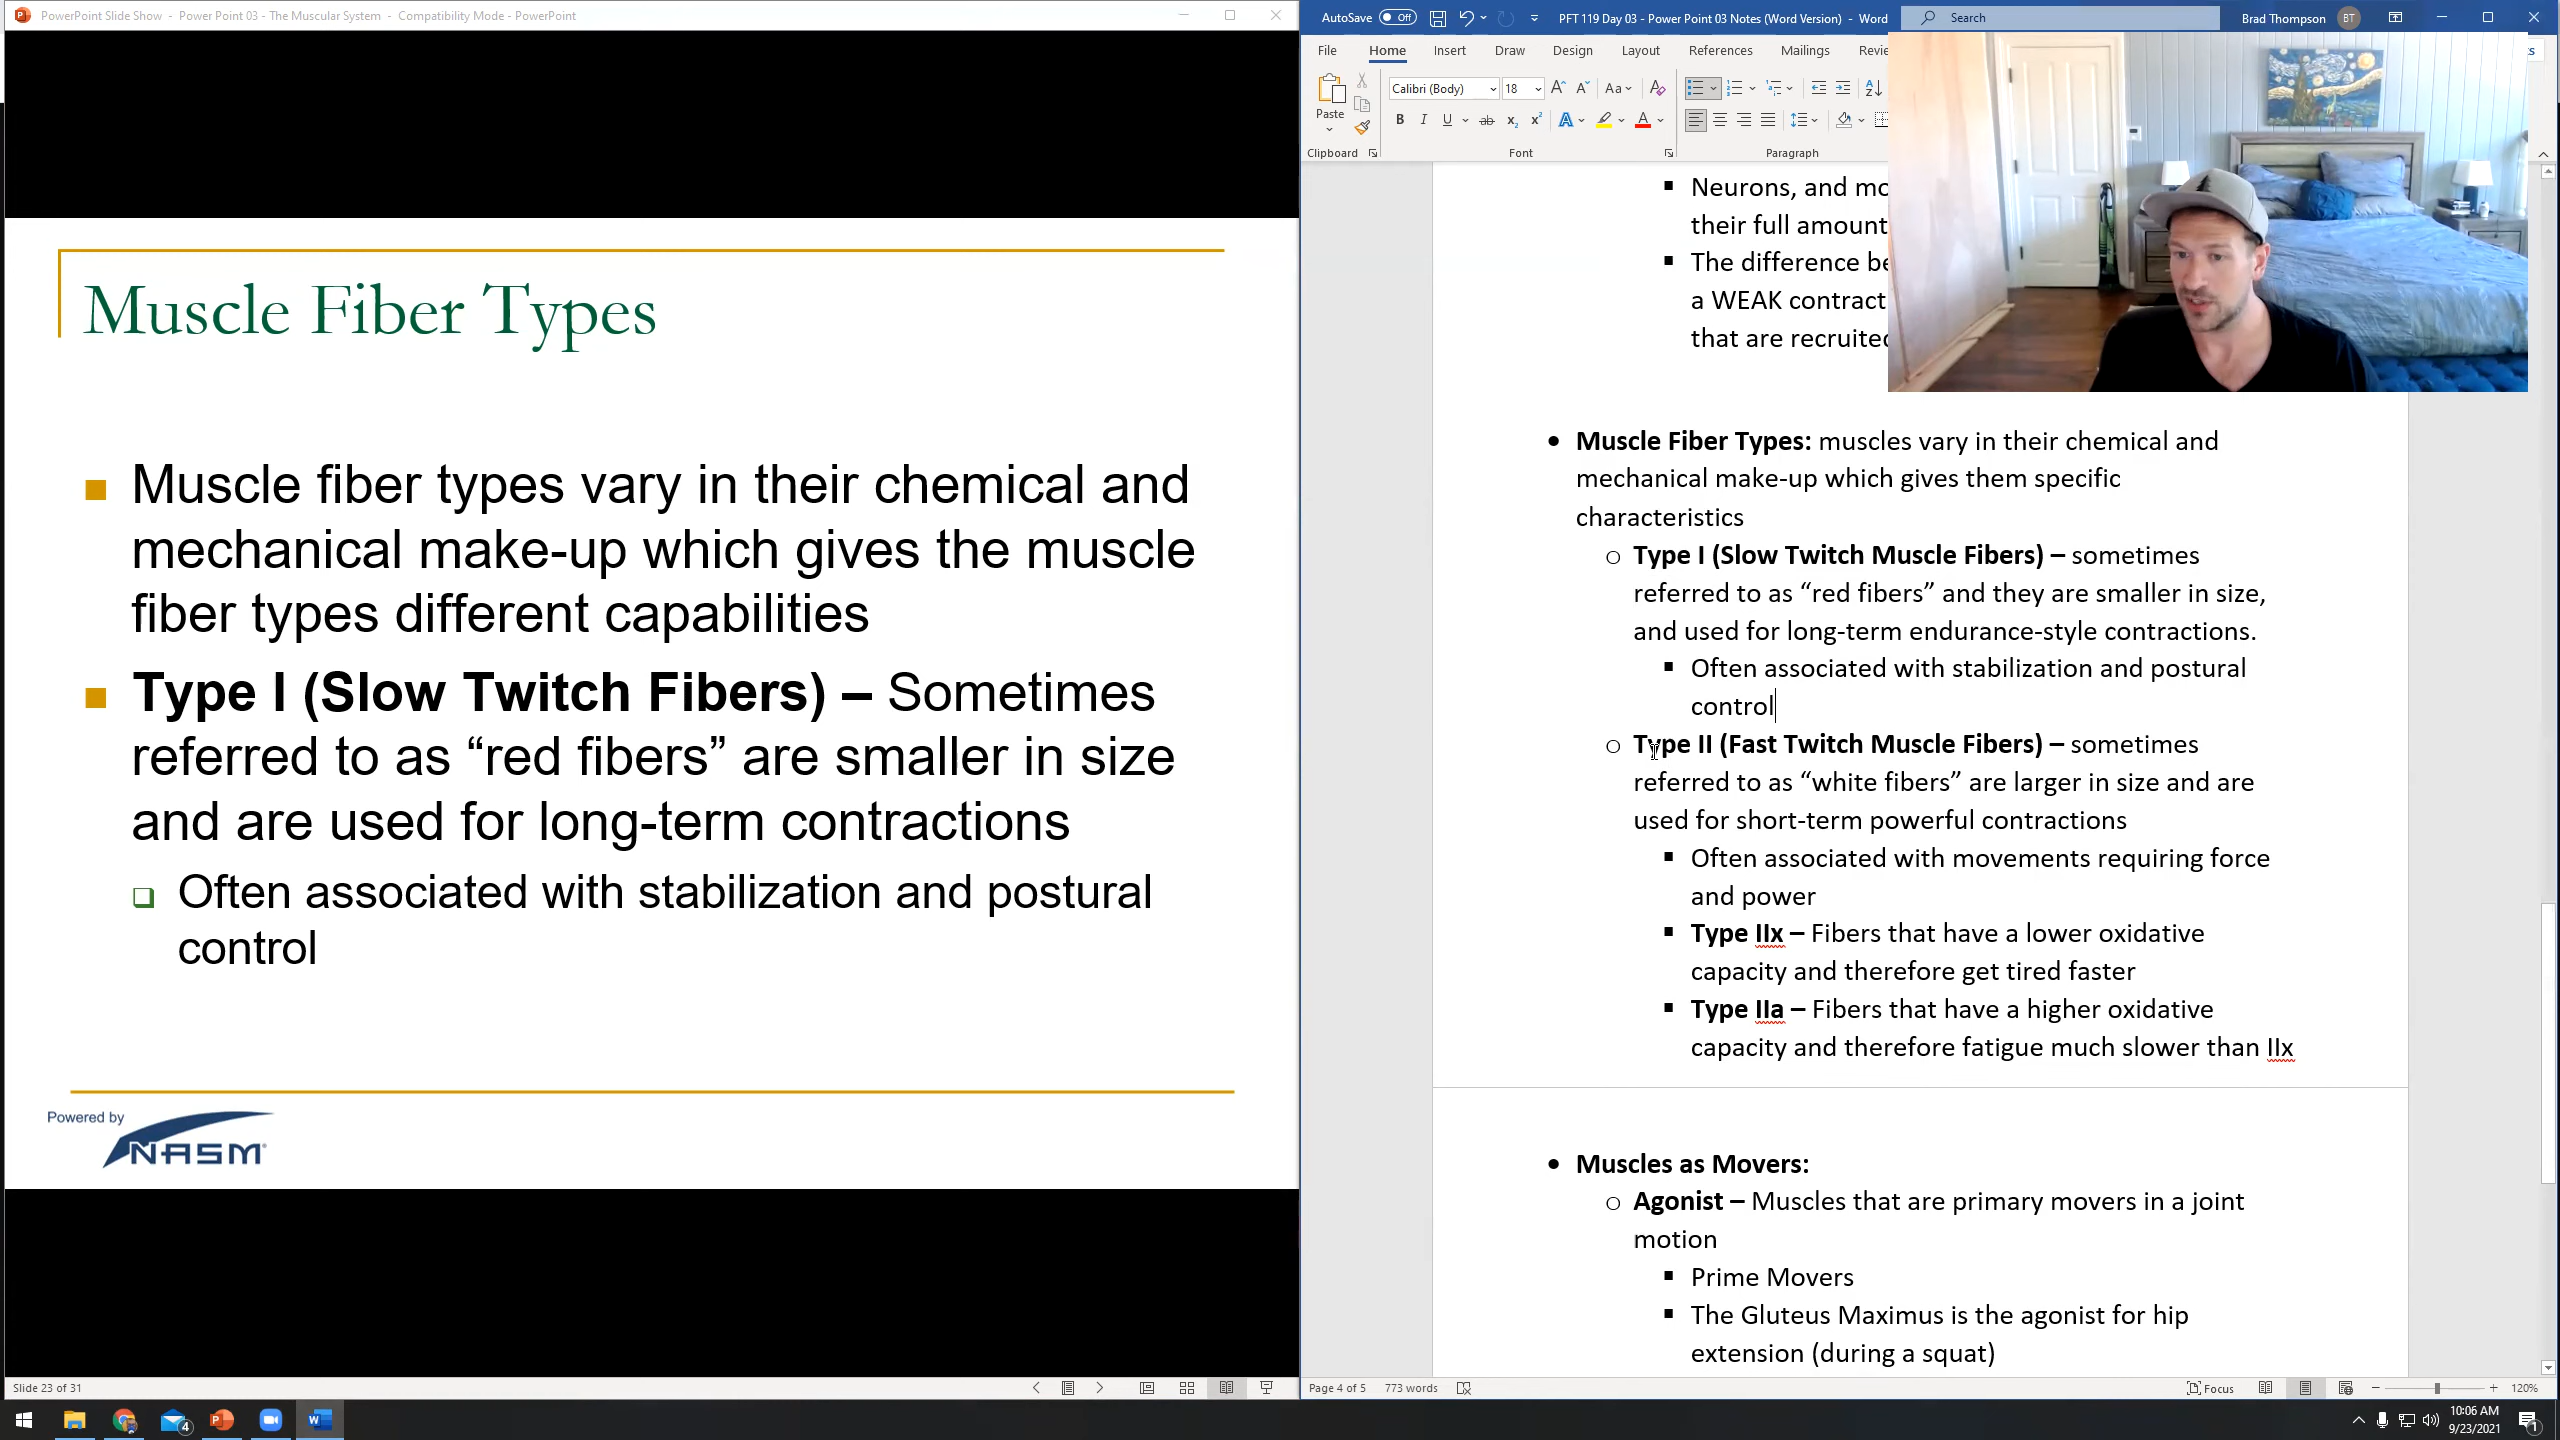 PowerPoint Slide Show - Power Point 03 - The Muscular System - Compatibility Mode - PowerPoint
Muscle Fiber Types
Muscle fiber types vary in their chemical and
mechanical make-up which gives the muscle
fiber types different capabilities
Type I (Slow Twitch Fibers) – Sometimes
referred to as “red fibers” are smaller in size
and are used for long-term contractions
Often associated with stabilization and postural
control
Powered by
NASM
Slide 23 of 31
AutoSave Off
PFT 119 Day 03 - Power Point 03 Notes (Word Version) - Word
Search
Brad Thompson BT
File Home Insert Draw Design Layout References Mailings
Calibri (Body) 18
Paste
Clipboard Font Paragraph
Neurons, and
their full amount
The difference
a WEAK
that are
Muscle Fiber Types: muscles vary in their chemical and
mechanical make-up which gives them specific
characteristics
Type I (Slow Twitch Muscle Fibers) – sometimes
referred to as “red fibers” and they are smaller in size,
and used for long-term endurance-style contractions.
Often associated with stabilization and postural
control
Type II (Fast Twitch Muscle Fibers) – sometimes
referred to as “white fibers” are larger in size and are
used for short-term powerful contractions
Often associated with movements requiring force
and power
Type IIx – Fibers that have a lower oxidative
capacity and therefore get tired faster
Type IIa – Fibers that have a higher oxidative
capacity and therefore fatigue much slower than IIx
Muscles as Movers:
Agonist – Muscles that are primary movers in a joint
motion
Prime Movers
The Gluteus Maximus is the agonist for hip
extension (during a squat)
Page 4 of 5 773 words
Focus
120%
10:06 AM
9/23/2021